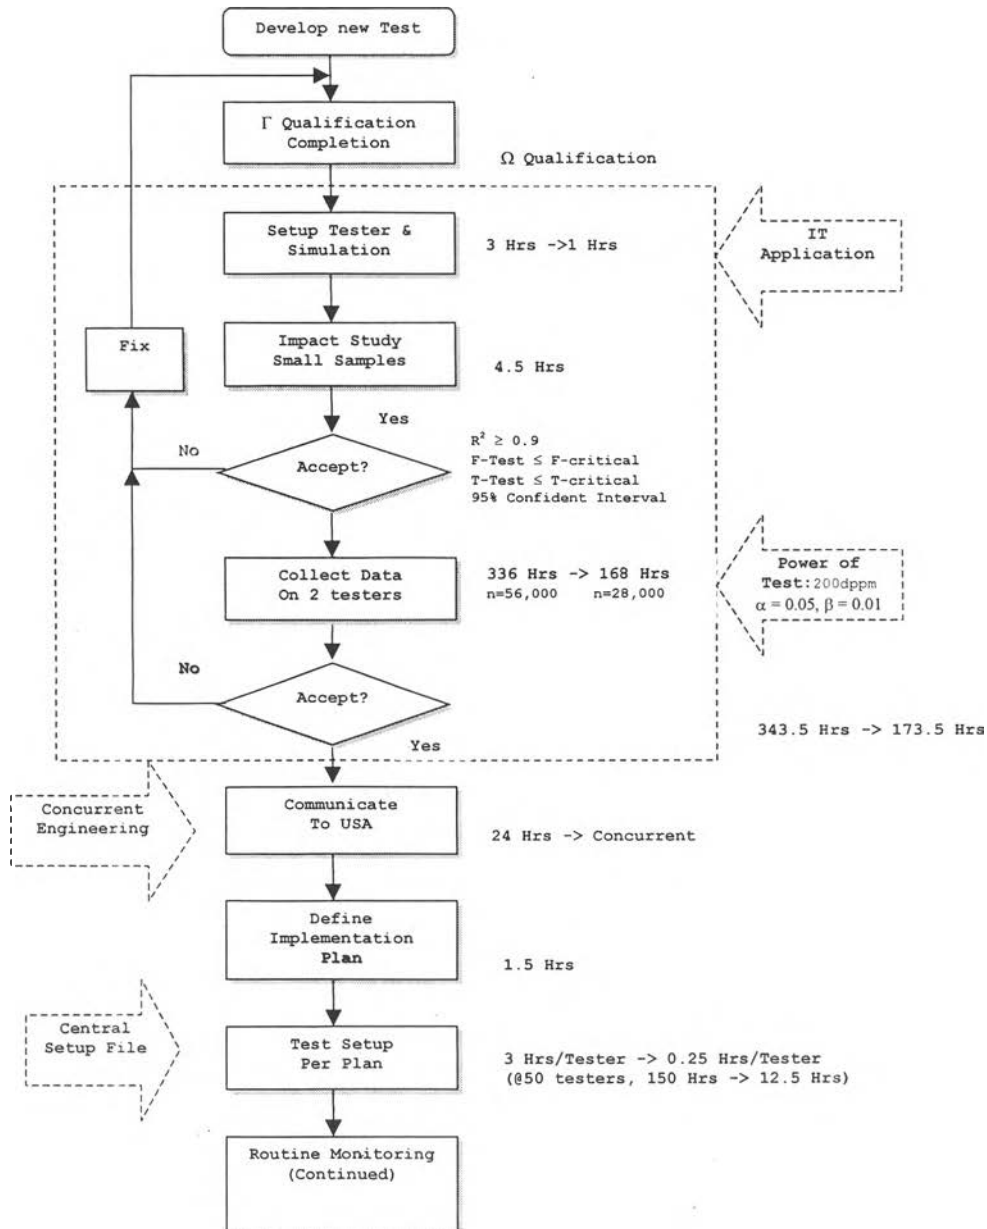 Develop new Test
Γ Qualification
Completion
Ω Qualification
Setup Tester &
Simulation
3 Hrs ->1 Hrs
IT
Application
Fix
Impact Study
Small Samples
4.5 Hrs
Yes
No
Accept?
R² ≥ 0.9
F-Test ≤ F-critical
T-Test ≤ T-critical
95% Confident Interval
Collect Data
On 2 testers
336 Hrs -> 168 Hrs
n=56,000 n=28,000
Power of
Test:200dppm
α = 0.05, β = 0.01
No
Accept?
Yes
343.5 Hrs -> 173.5 Hrs
Concurrent
Engineering
Communicate
To USA
24 Hrs -> Concurrent
Define
Implementation
Plan
1.5 Hrs
Central
Setup File
Test Setup
Per Plan
3 Hrs/Tester -> 0.25 Hrs/Tester
(@50 testers, 150 Hrs -> 12.5 Hrs)
Routine Monitoring
(Continued)